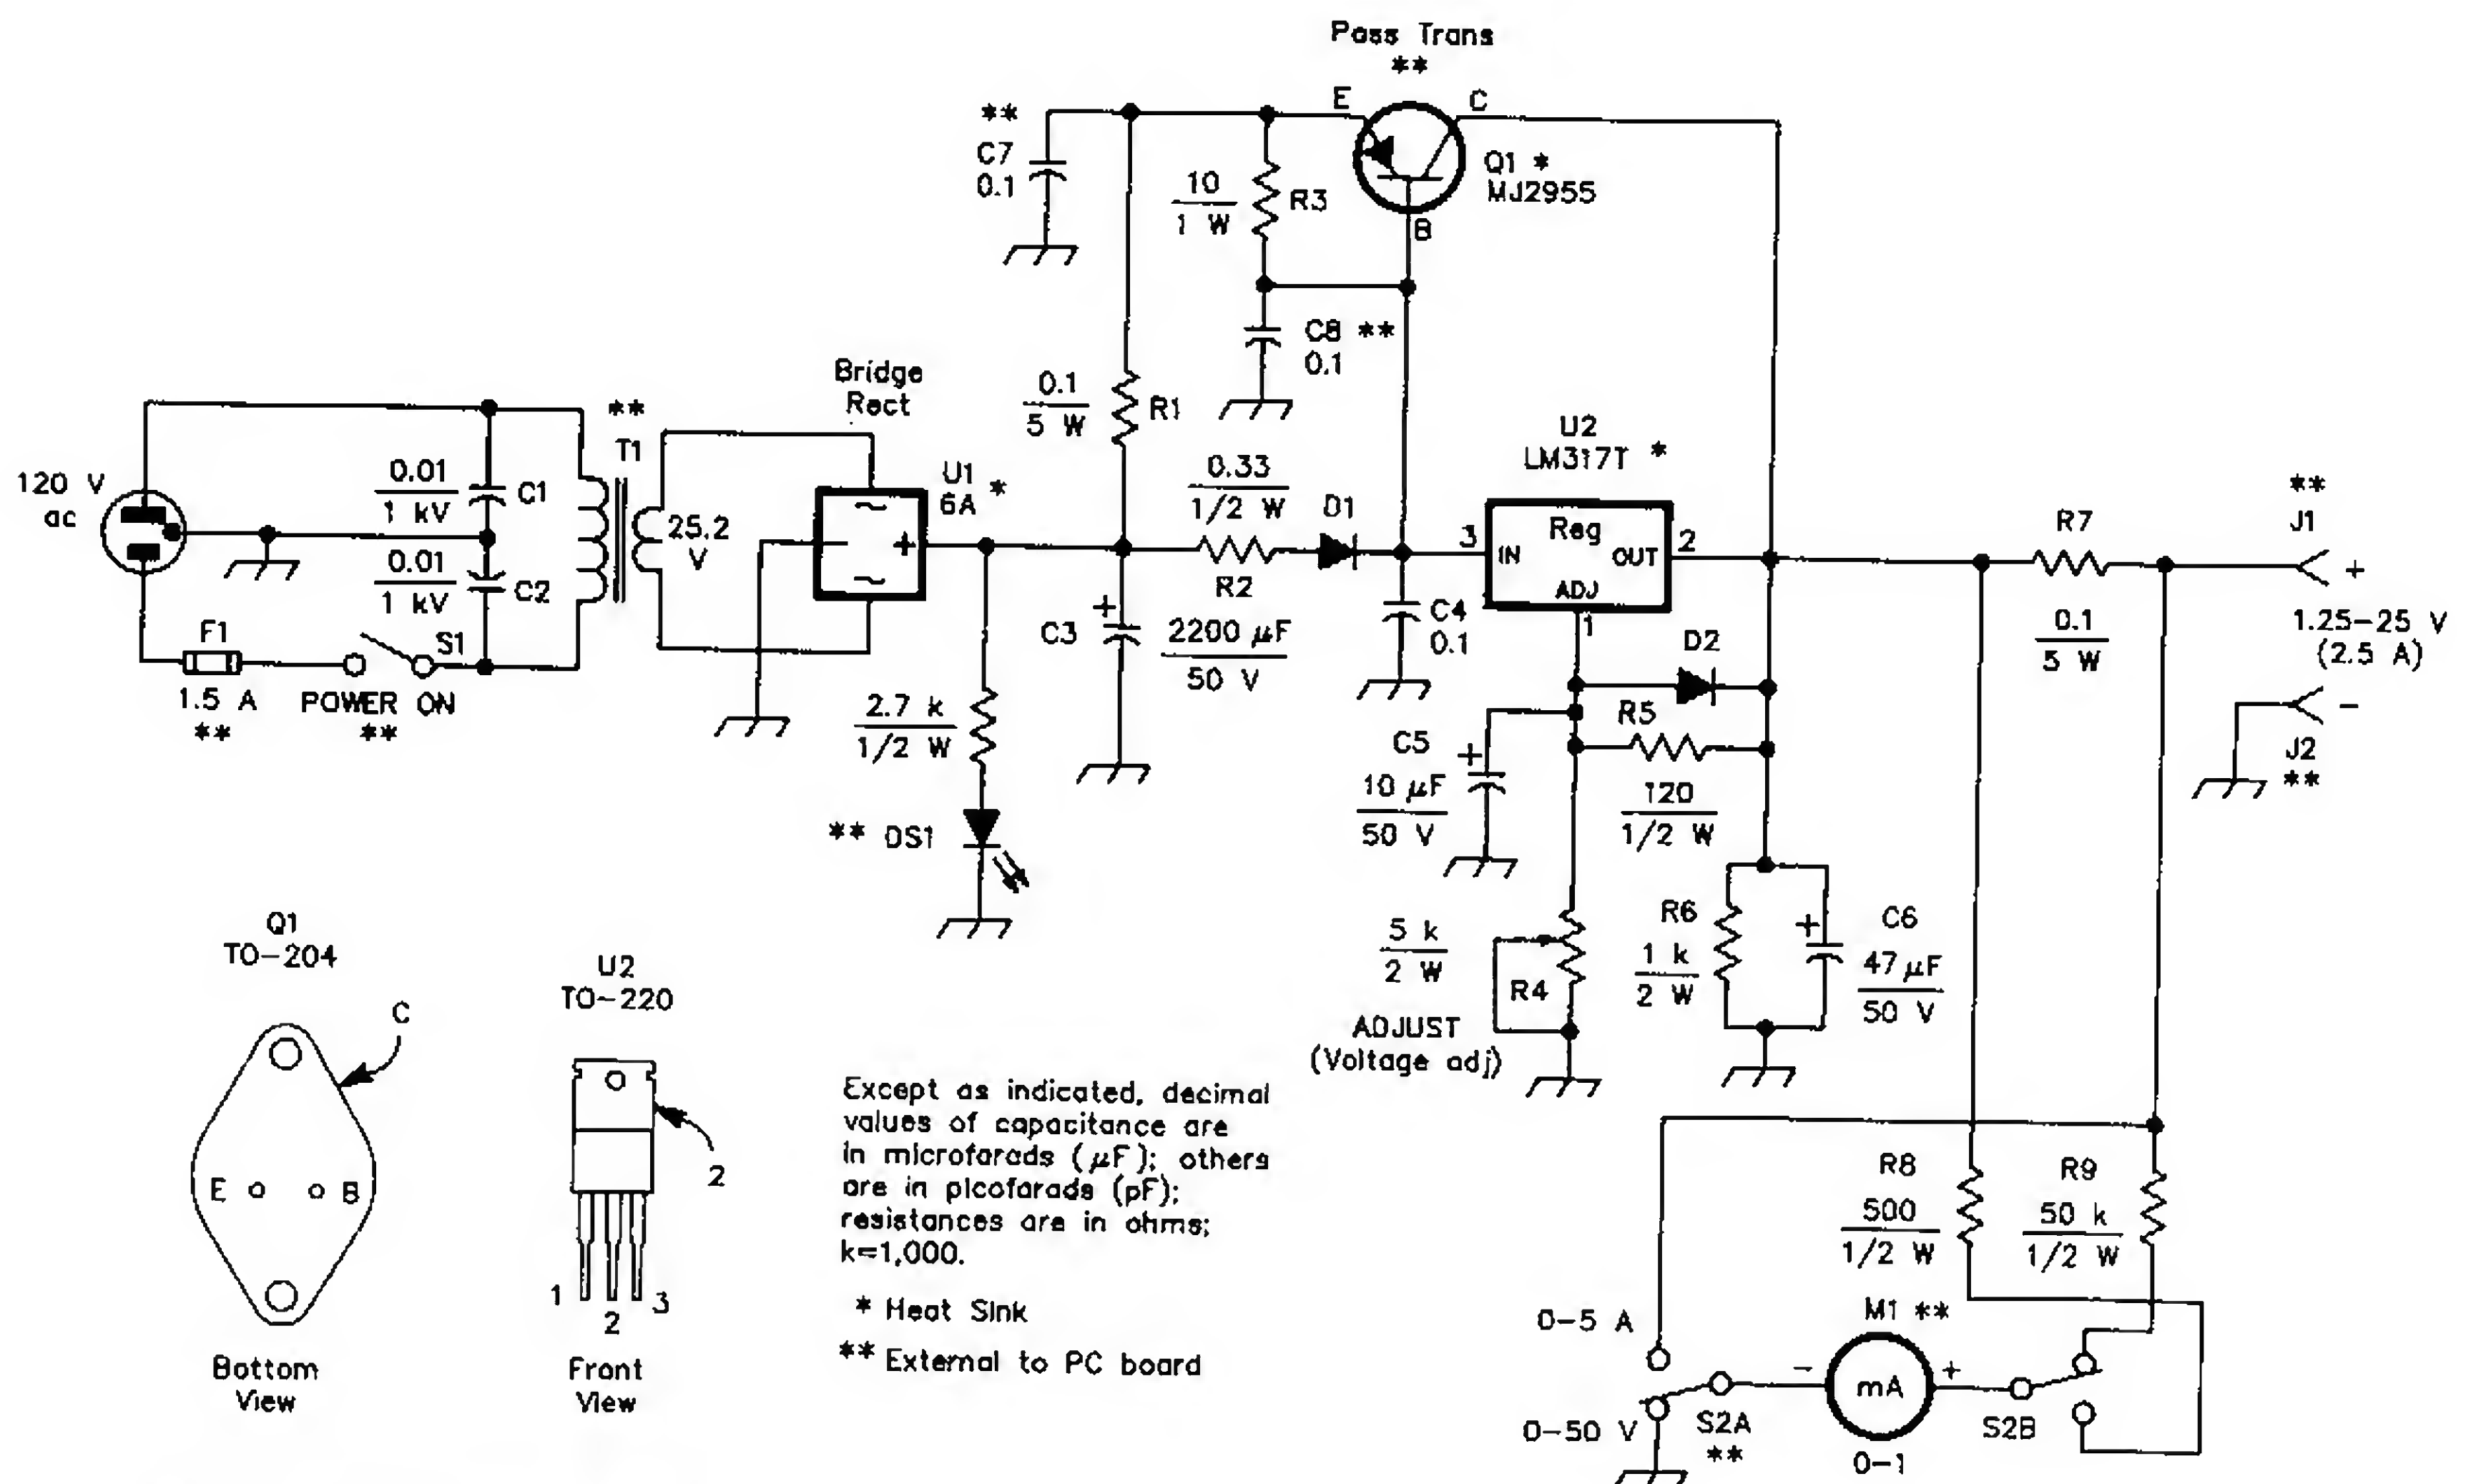 Pass Trans
**
E
C
**
C7
0.1
10
1 W
R3
Q1 *
MJ2955
B
C8 **
0.1
Bridge
Rect
0.1
5 W
R1
**
T1
120 V
ac
0.01
1 kV
C1
0.01
1 kV
C2
25.2
V
U1 *
6A
~
- +
~
0.33
1/2 W
R2
D1
U2
LM317T *
3
IN
Reg
OUT
2
ADJ
1
C4
0.1
R7
0.1
5 W
**
J1
+
1.25-25 V
(2.5 A)
-
J2
**
F1
1.5 A
**
S1
POWER ON
**
2.7 k
1/2 W
+
C3
2200 µF
50 V
D2
R5
120
1/2 W
C5
+
10 µF
50 V
** DS1
5 k
2 W
R4
ADJUST
(Voltage adj)
R6
1 k
2 W
+
C6
47 µF
50 V
Q1
TO-204
C
E
B
Bottom
View
U2
TO-220
2
1
2
3
Front
View
Except as indicated, decimal
values of capacitance are
in microfarads (µF); others
are in picofarads (pF);
resistances are in ohms;
k=1,000.
* Heat Sink
** External to PC board
R8
500
1/2 W
R9
50 k
1/2 W
0-5 A
0-50 V
S2A
**
M1 **
- mA +
0-1
S2B